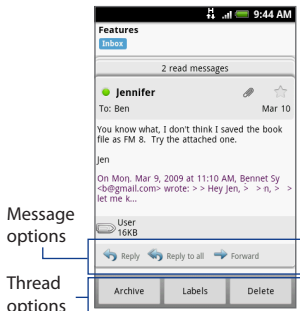 9:44 AM
Features
Inbox
2 read messages
Jennifer
To: Ben Mar 10
You know what, I don't think I saved the book
file as FM 8. Try the attached one.
Jen
On Mon, Mar 9, 2009 at 11:10 AM, Bennet Sy
<b@gmail.com> wrote: > > Hey Jen, > > n, > >
let me k...
User
16KB
Message
options
Reply Reply to all Forward
Thread
options
Archive Labels Delete